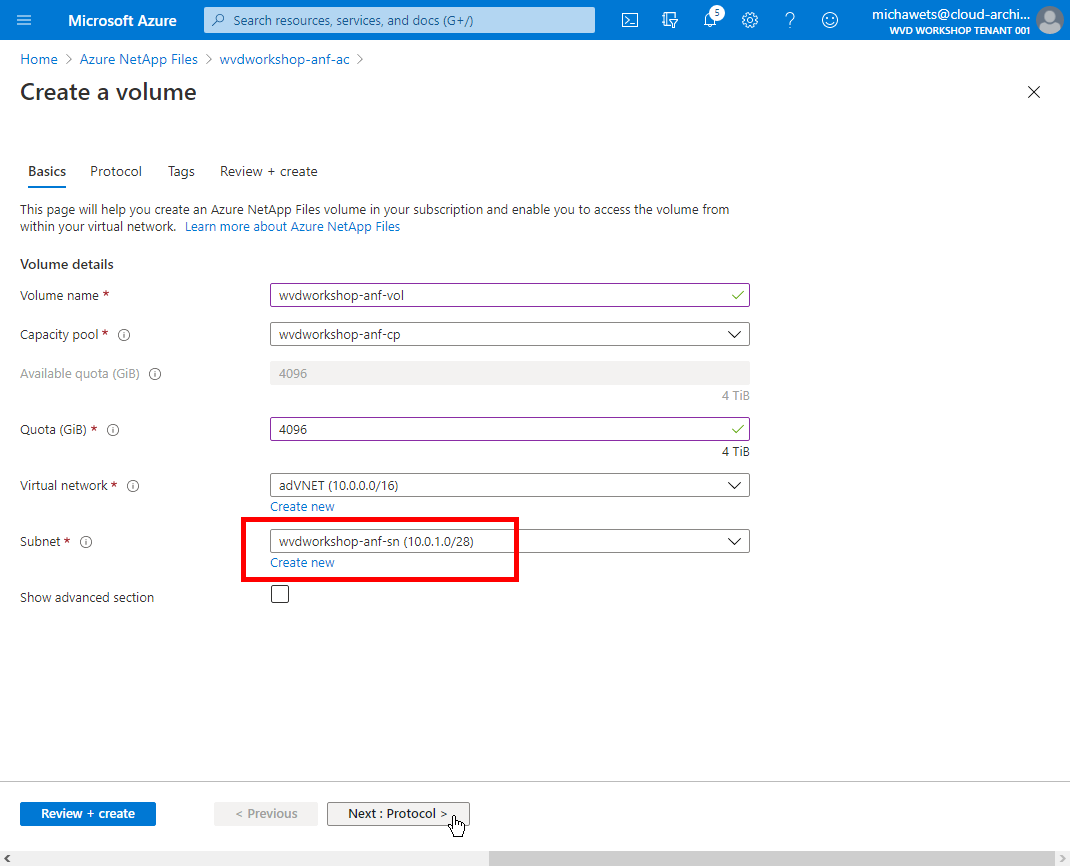 Microsoft Azure
Search resources, services, and docs (G+/)
5
michawets@cloud-archi...
WVD WORKSHOP TENANT 001
Home > Azure NetApp Files > wvdworkshop-anf-ac >
Create a volume
Basics Protocol Tags Review + create
This page will help you create an Azure NetApp Files volume in your subscription and enable you to access the volume from
within your virtual network. Learn more about Azure NetApp Files
Volume details
Volume name * wvdworkshop-anf-vol
Capacity pool * wvdworkshop-anf-cp
Available quota (GiB) 4096
4 TiB
Quota (GiB) * 4096
4 TiB
Virtual network * adVNET (10.0.0.0/16)
Create new
Subnet * wvdworkshop-anf-sn (10.0.1.0/28)
Create new
Show advanced section
Review + create < Previous Next : Protocol >